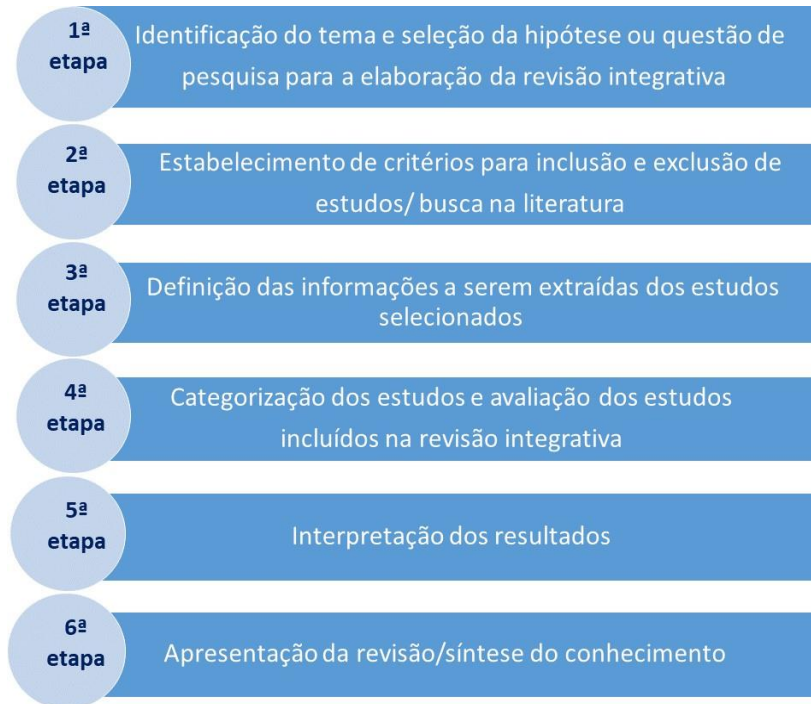 1ª
etapa
Identificação do tema e seleção da hipótese ou questão de
pesquisa para a elaboração da revisão integrativa
2ª
etapa
Estabelecimento de critérios para inclusão e exclusão de
estudos/ busca na literatura
3ª
etapa
Definição das informações a serem extraídas dos estudos
selecionados
4ª
etapa
Categorização dos estudos e avaliação dos estudos
incluídos na revisão integrativa
5ª
etapa
Interpretação dos resultados
6ª
etapa
Apresentação da revisão/síntese do conhecimento